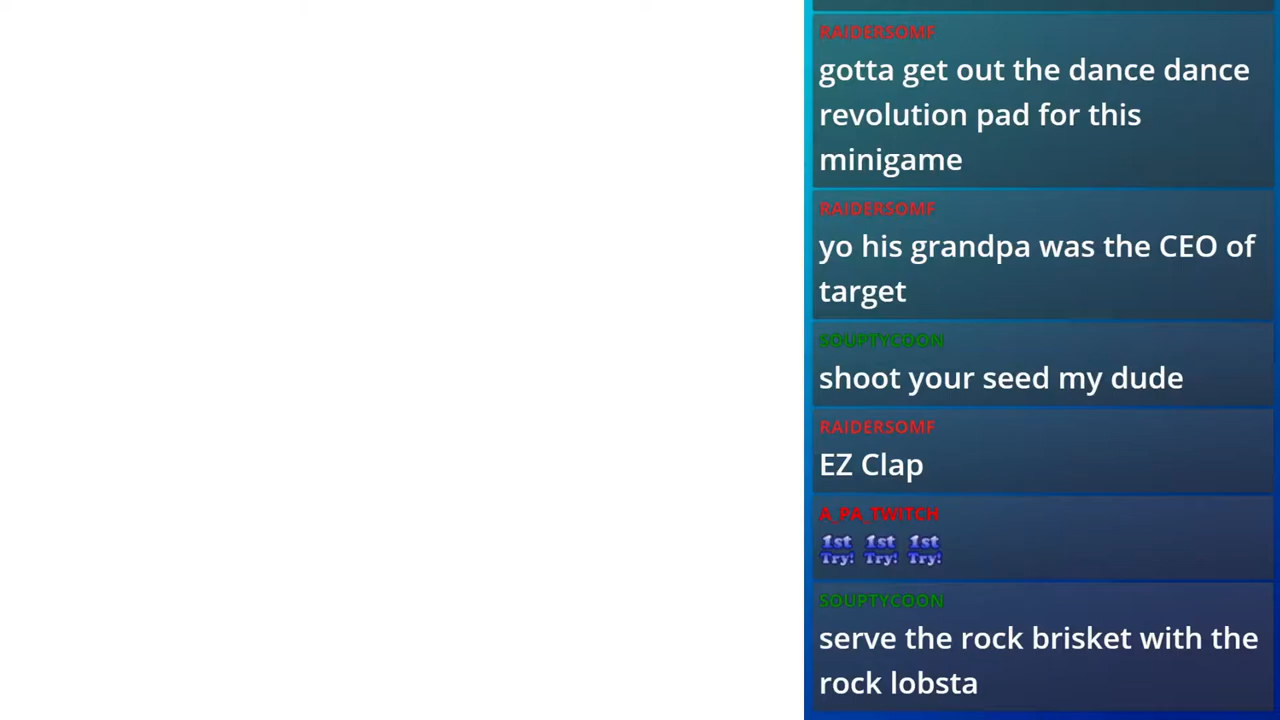 RAIDERSOMF
gotta get out the dance dance
revolution pad for this
minigame
RAIDERSOMF
yo his grandpa was the CEO of
target
SOUPTYCOON
shoot your seed my dude
RAIDERSOMF
EZ Clap
A_PA_TWITCH
1st Try! 1st Try! 1st Try!
SOUPTYCOON
serve the rock brisket with the
rock lobsta